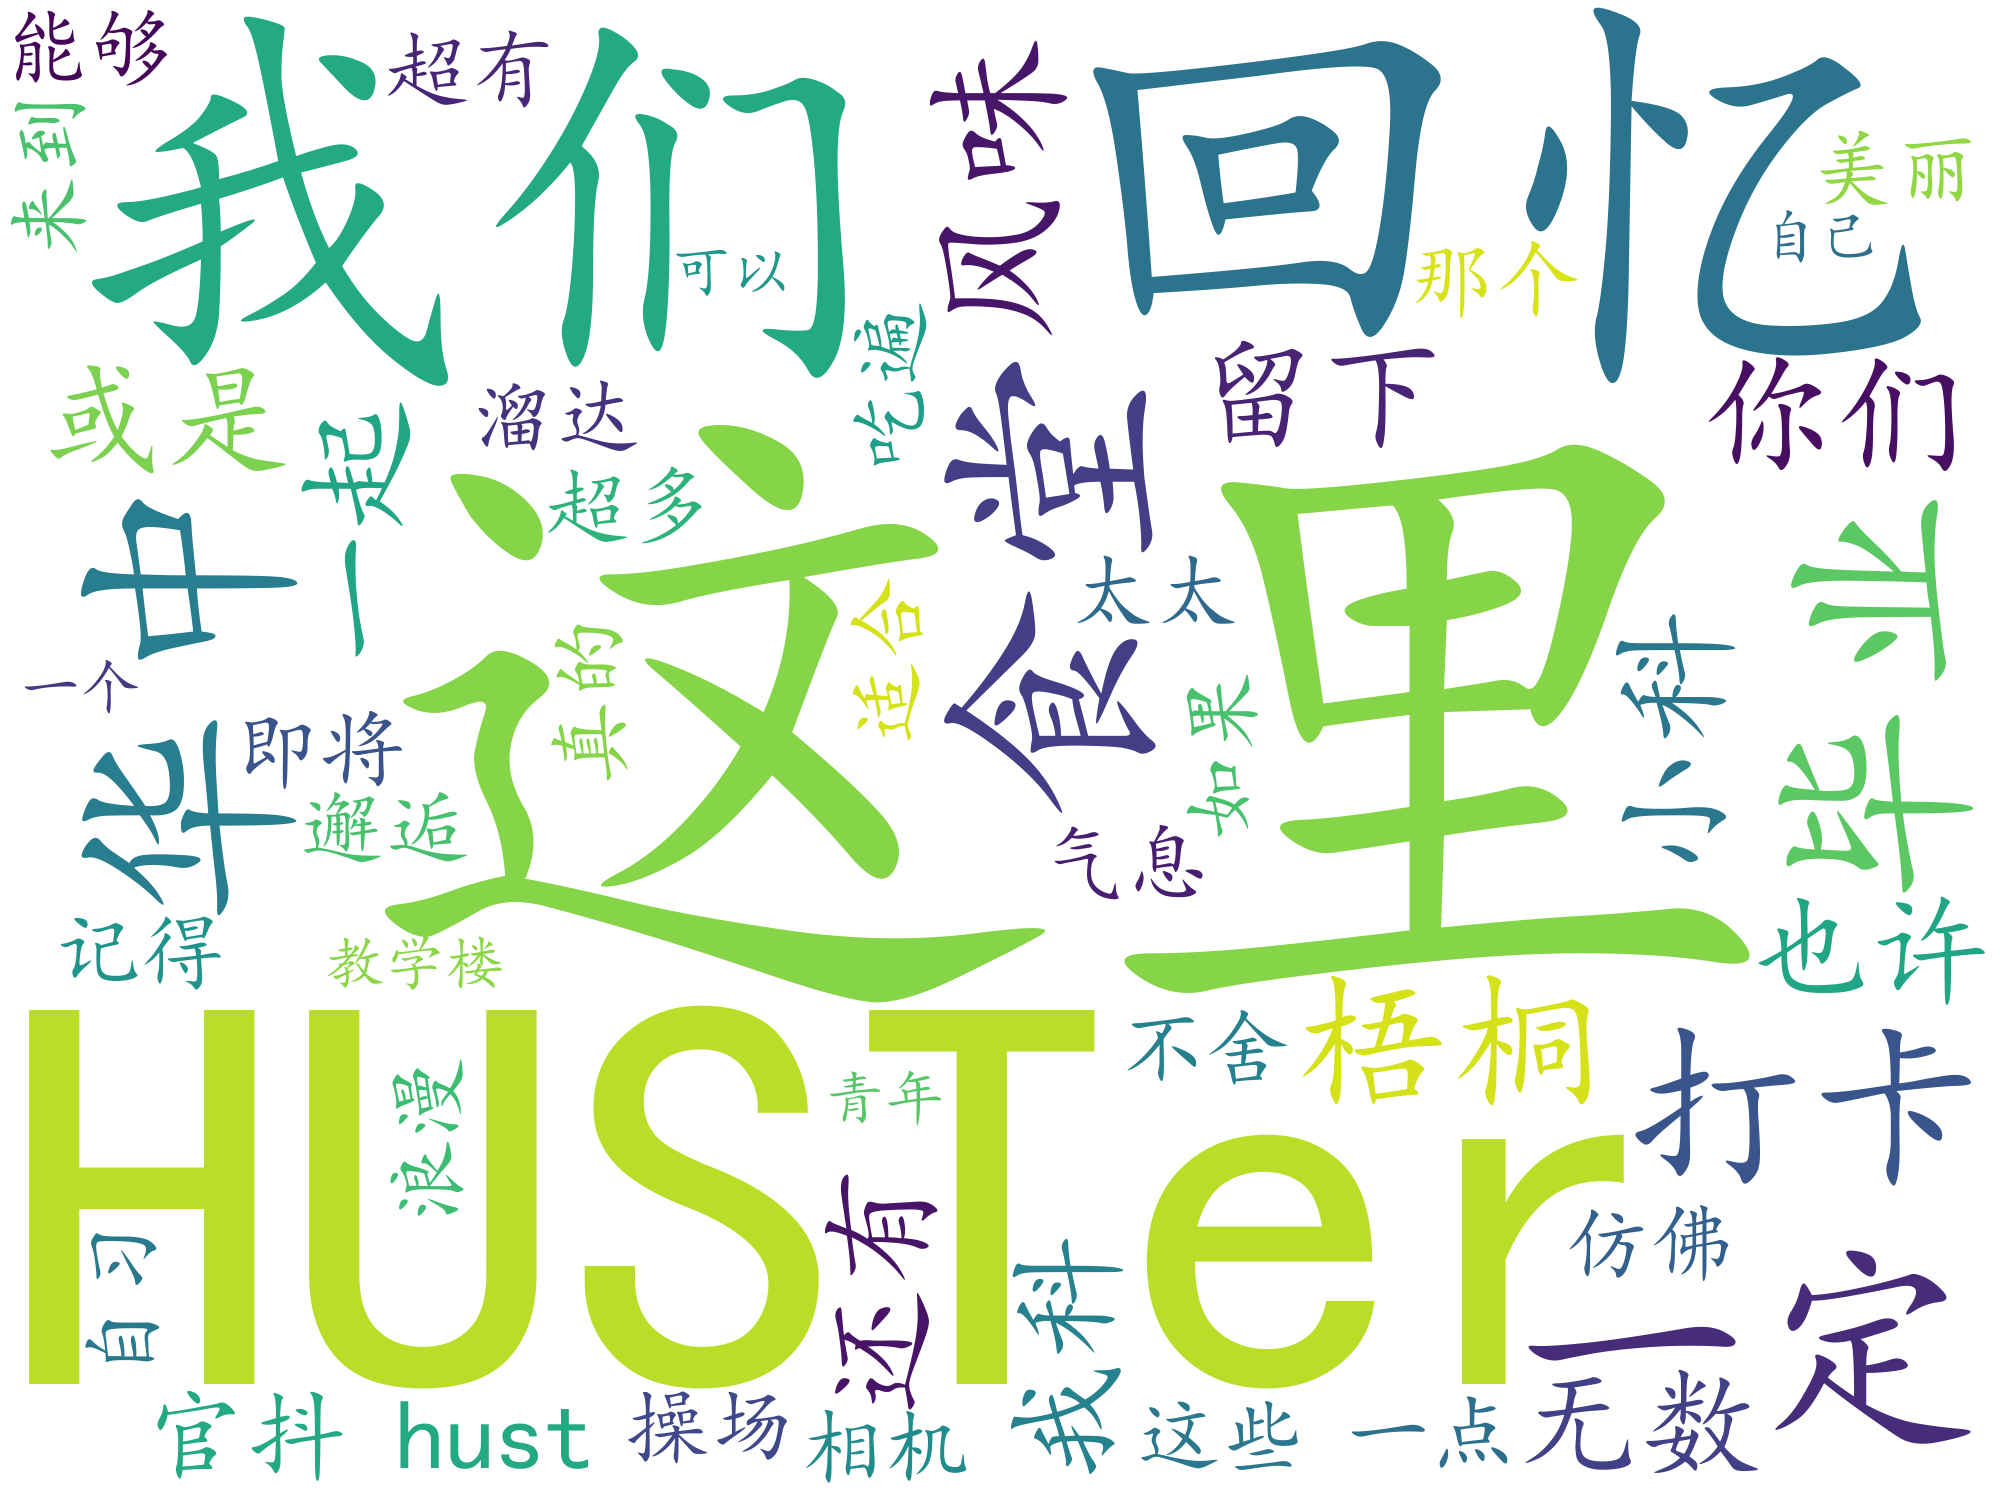 能够
我们
超有
风味
回忆
来到
美丽
自己
可以
那个
吃遍
或是
一起
溜达
留下
你们
食堂
超多
这里
毕业
华中
真的
适合
太太
小科
一个
即将
如果
邂逅
气息
记得
教学楼
也许
HUSTer
浪漫
青年
不舍
梧桐
打卡
自习
还有
我科
仿佛
一定
官抖
hust
操场
相机
这些
一点
无数